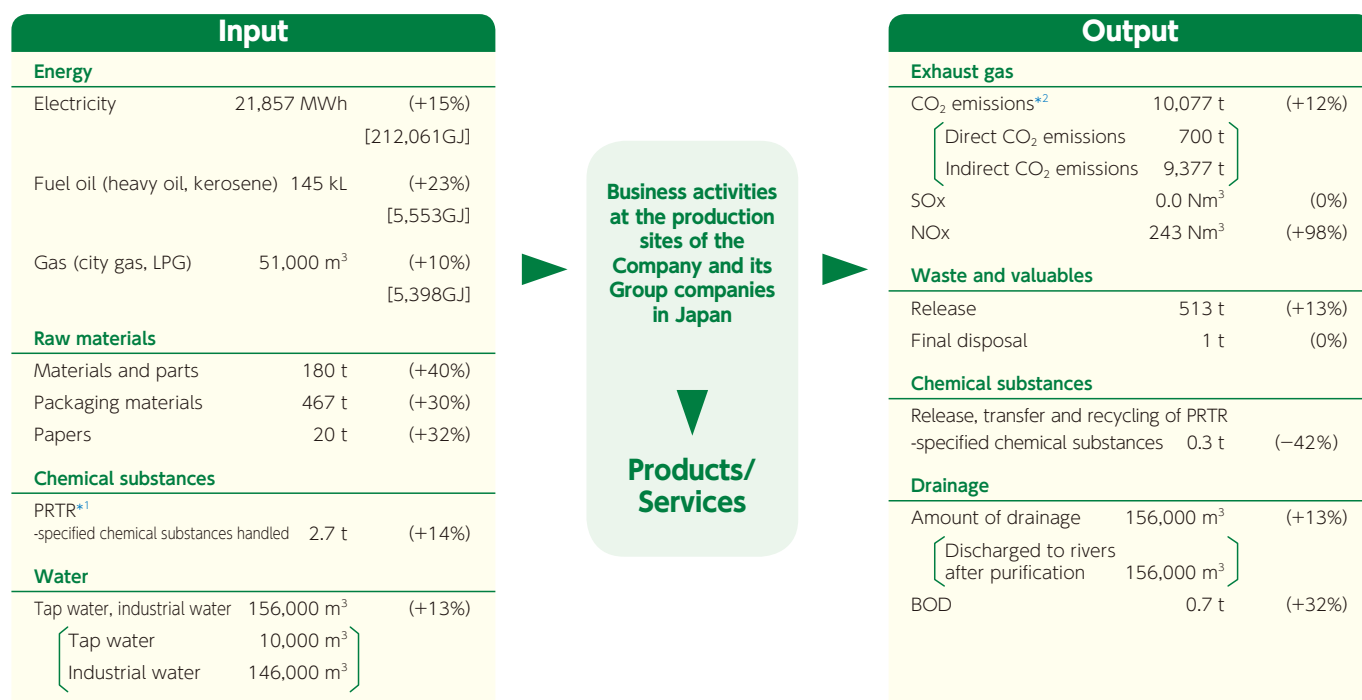 Input
Energy
Electricity 21,857 MWh (+15%)
[212,061GJ]
Fuel oil (heavy oil, kerosene) 145 kL (+23%)
[5,553GJ]
Gas (city gas, LPG) 51,000 m³ (+10%)
[5,398GJ]
Raw materials
Materials and parts 180 t (+40%)
Packaging materials 467 t (+30%)
Papers 20 t (+32%)
Chemical substances
PRTR*¹
-specified chemical substances handled 2.7 t (+14%)
Water
Tap water, industrial water 156,000 m³ (+13%)
Tap water 10,000 m³
Industrial water 146,000 m³
Business activities
at the production
sites of the
Company and its
Group companies
in Japan
Products/
Services
Output
Exhaust gas
CO₂ emissions*² 10,077 t (+12%)
Direct CO₂ emissions 700 t
Indirect CO₂ emissions 9,377 t
SOx 0.0 Nm³ (0%)
NOx 243 Nm³ (+98%)
Waste and valuables
Release 513 t (+13%)
Final disposal 1 t (0%)
Chemical substances
Release, transfer and recycling of PRTR
-specified chemical substances 0.3 t (−42%)
Drainage
Amount of drainage 156,000 m³ (+13%)
Discharged to rivers
after purification 156,000 m³
BOD 0.7 t (+32%)